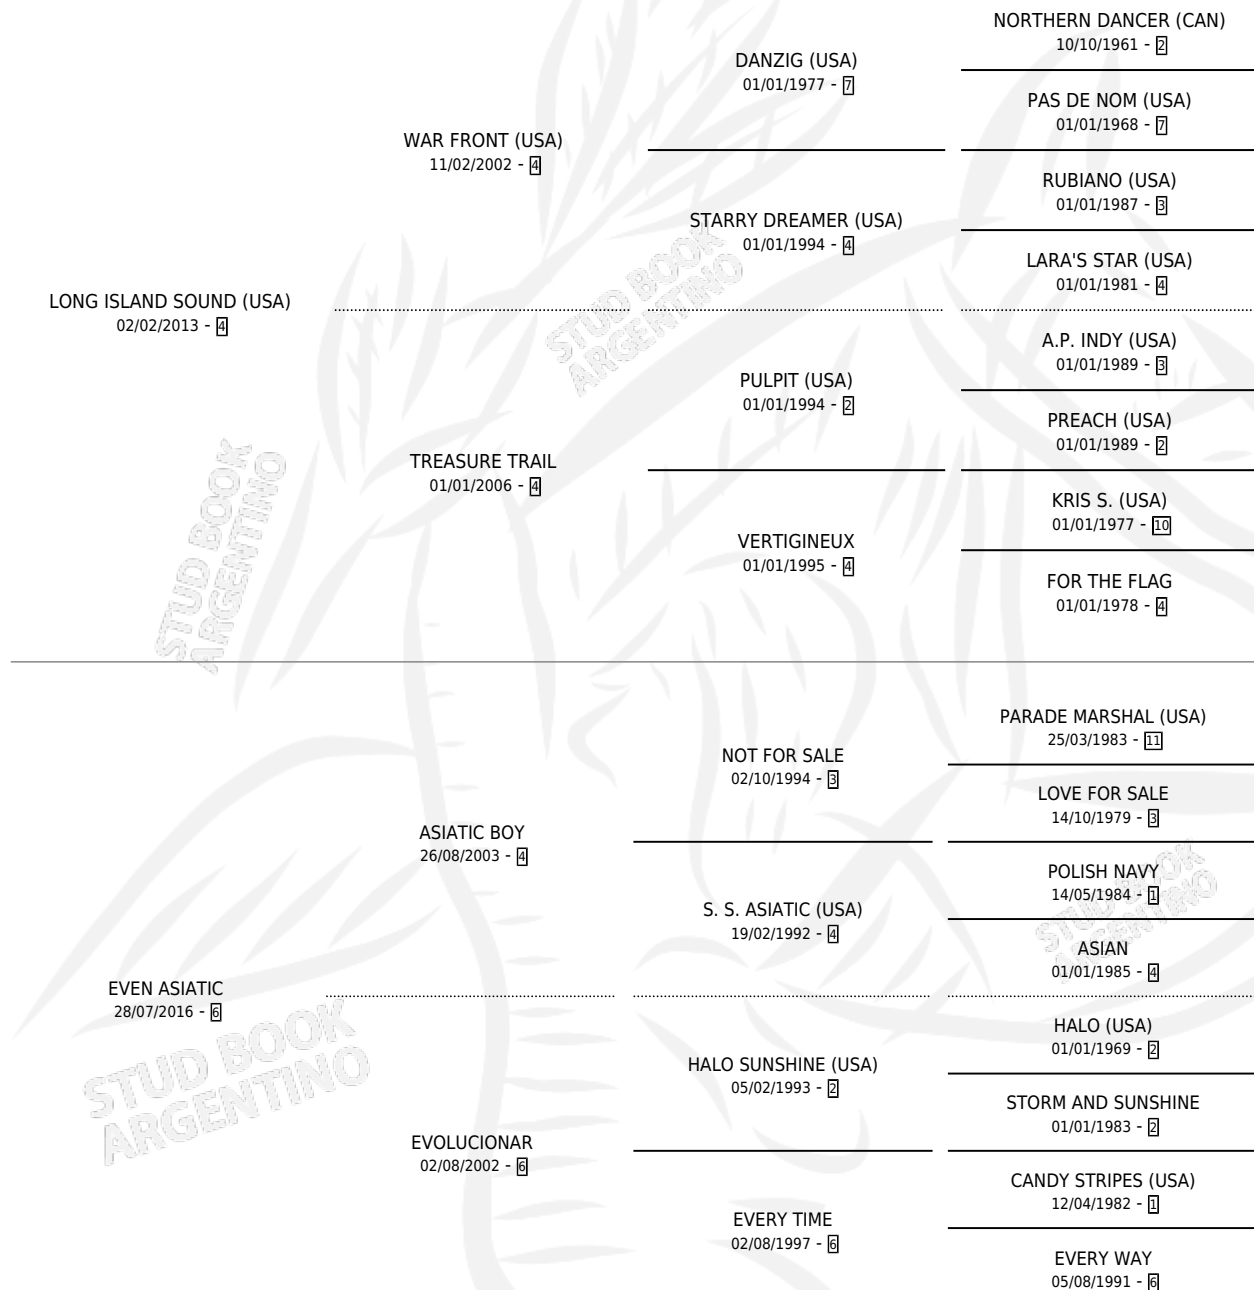 NORTHERN DANCER (CAN)
10/10/1961 - 2
DANZIG (USA)
01/01/1977 - 7
PAS DE NOM (USA)
01/01/1968 - 7
WAR FRONT (USA)
11/02/2002 - 4
RUBIANO (USA)
01/01/1987 - 3
STARRY DREAMER (USA)
01/01/1994 - 4
LARA'S STAR (USA)
01/01/1981 - 4
LONG ISLAND SOUND (USA)
02/02/2013 - 4
A.P. INDY (USA)
01/01/1989 - 3
PULPIT (USA)
01/01/1994 - 2
PREACH (USA)
01/01/1989 - 2
TREASURE TRAIL
01/01/2006 - 4
KRIS S. (USA)
01/01/1977 - 10
VERTIGINEUX
01/01/1995 - 4
FOR THE FLAG
01/01/1978 - 4
PARADE MARSHAL (USA)
25/03/1983 - 11
NOT FOR SALE
02/10/1994 - 3
LOVE FOR SALE
14/10/1979 - 3
ASIATIC BOY
26/08/2003 - 4
POLISH NAVY
14/05/1984 - 1
S. S. ASIATIC (USA)
19/02/1992 - 4
ASIAN
01/01/1985 - 4
EVEN ASIATIC
28/07/2016 - 6
HALO (USA)
01/01/1969 - 2
HALO SUNSHINE (USA)
05/02/1993 - 2
STORM AND SUNSHINE
01/01/1983 - 2
EVOLUCIONAR
02/08/2002 - 6
CANDY STRIPES (USA)
12/04/1982 - 1
EVERY TIME
02/08/1997 - 6
EVERY WAY
05/08/1991 - 6
STUD BOOK
ARGENTINO
STUD BOOK
ARGENTINO
STUD BOOK
ARGENTINO
STUD BOOK
ARGENTINO